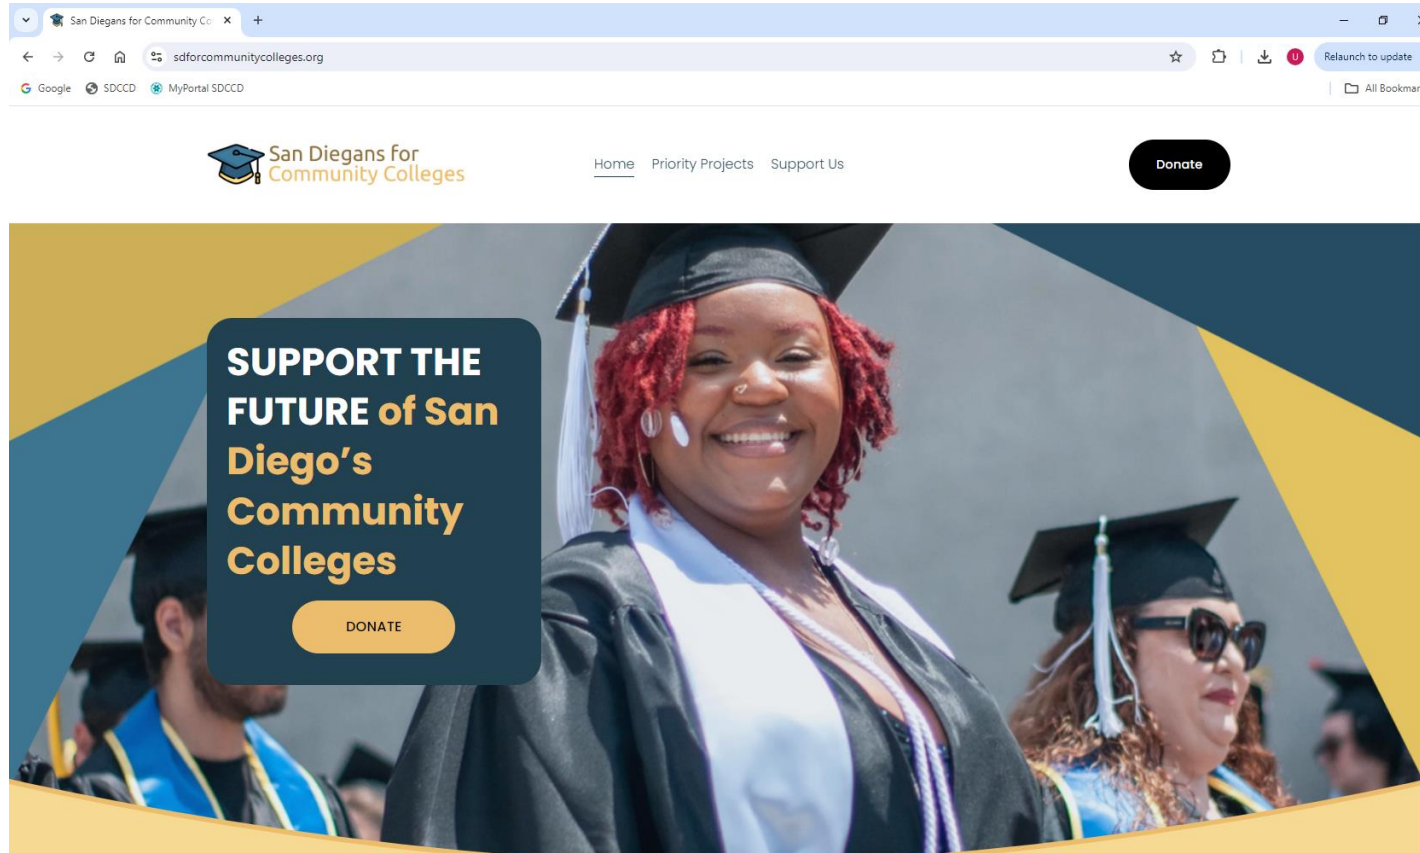 San Diegans for Community Co
sdforcommunitycolleges.org
Relaunch to update
Google SDCCD MyPortal SDCCD
All Bookmar
San Diegans for
Community Colleges
Home Priority Projects Support Us
Donate
SUPPORT THE
FUTURE of San
Diego’s
Community
Colleges
DONATE